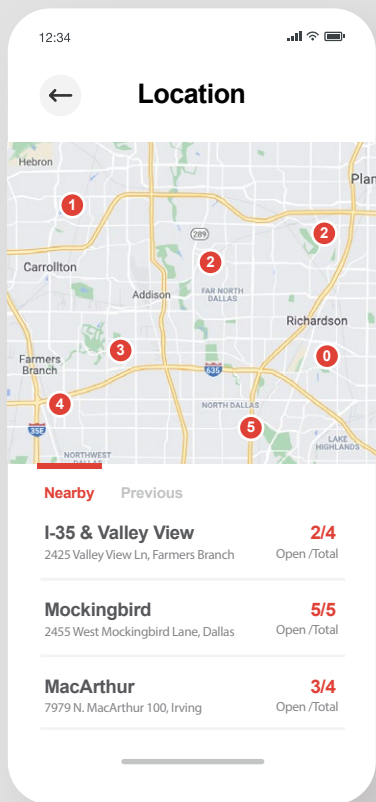 12:34
Location
Hebron
Plan
1
289
2
2
Carrollton
Addison
FAR NORTH
DALLAS
Richardson
3
0
Farmers
Branch
635
4
NORTH DALLAS
5
35E
LAKE
HIGHLANDS
NORTHWEST
DALLAS
Nearby Previous
I-35 & Valley View 2/4
2425 Valley View Ln, Farmers Branch Open /Total
Mockingbird 5/5
2455 West Mockingbird Lane, Dallas Open /Total
MacArthur 3/4
7979 N. MacArthur 100, Irving Open /Total